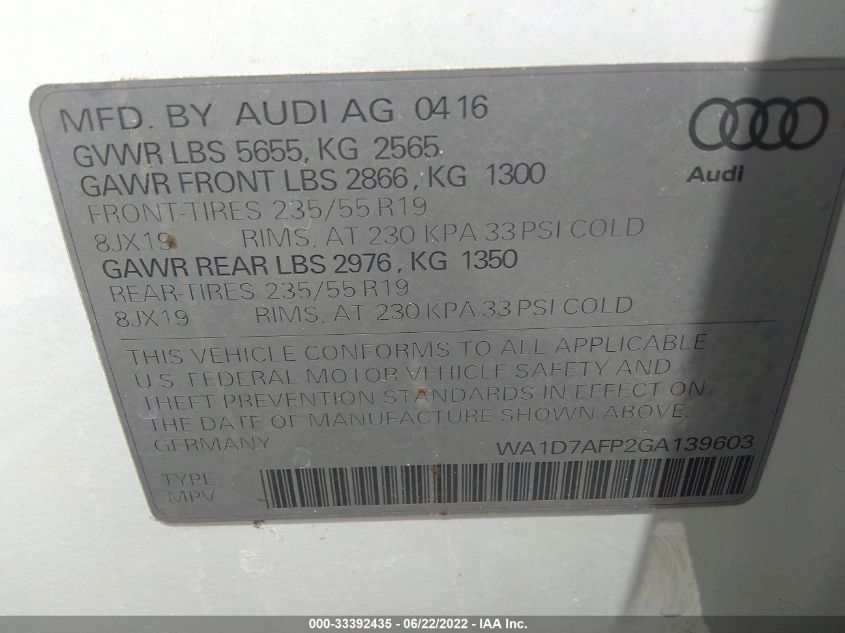 MFD. BY AUDI AG 0416
GVWR LBS 5655, KG 2565
GAWR FRONT LBS 2866, KG 1300
FRONT-TIRES 235/55 R19
8JX19 RIMS, AT 230 KPA 33 PSI COLD
GAWR REAR LBS 2976, KG 1350
REAR-TIRES 235/55 R19
8JX19 RIMS, AT 230 KPA 33 PSI COLD
Audi
THIS VEHICLE CONFORMS TO ALL APPLICABLE
U.S. FEDERAL MOTOR VEHICLE SAFETY AND
THEFT PREVENTION STANDARDS IN EFFECT ON
THE DATE OF MANUFACTURE SHOWN ABOVE.
GERMANY WA1D7AFP2GA139603
TYPE
MPV
000-33392435 - 06/22/2022 - IAA Inc.